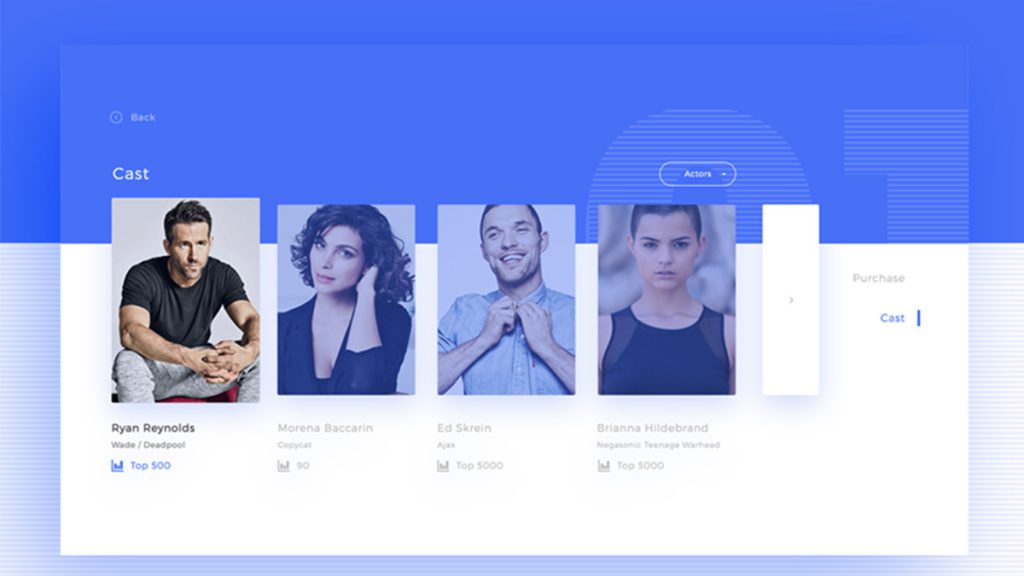 Back
Cast
Actors
01
Purchase
Cast
Ryan Reynolds
Wade / Deadpool
Top 500
Morena Baccarin
Copycat
90
Ed Skrein
Ajax
Top 5000
Brianna Hildebrand
Negasonic Teenage Warhead
Top 5000